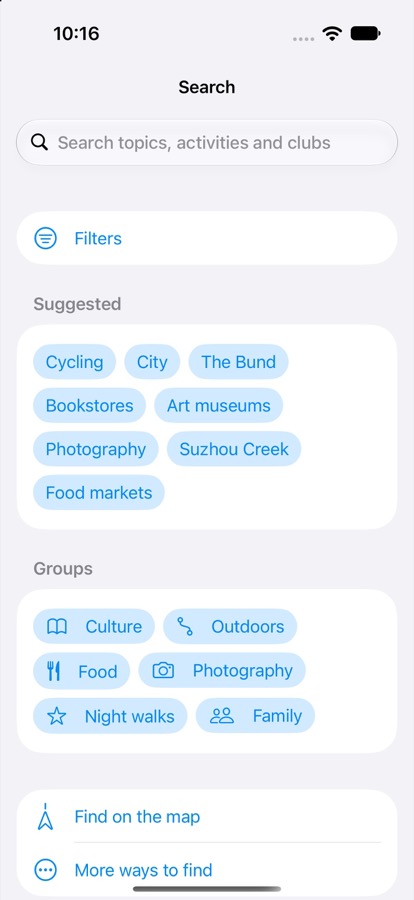 10:16
Search
Search topics, activities and clubs
Filters
Suggested
Cycling City The Bund
Bookstores Art museums
Photography Suzhou Creek
Food markets
Groups
Culture Outdoors
Food Photography
Night walks Family
Find on the map
More ways to find